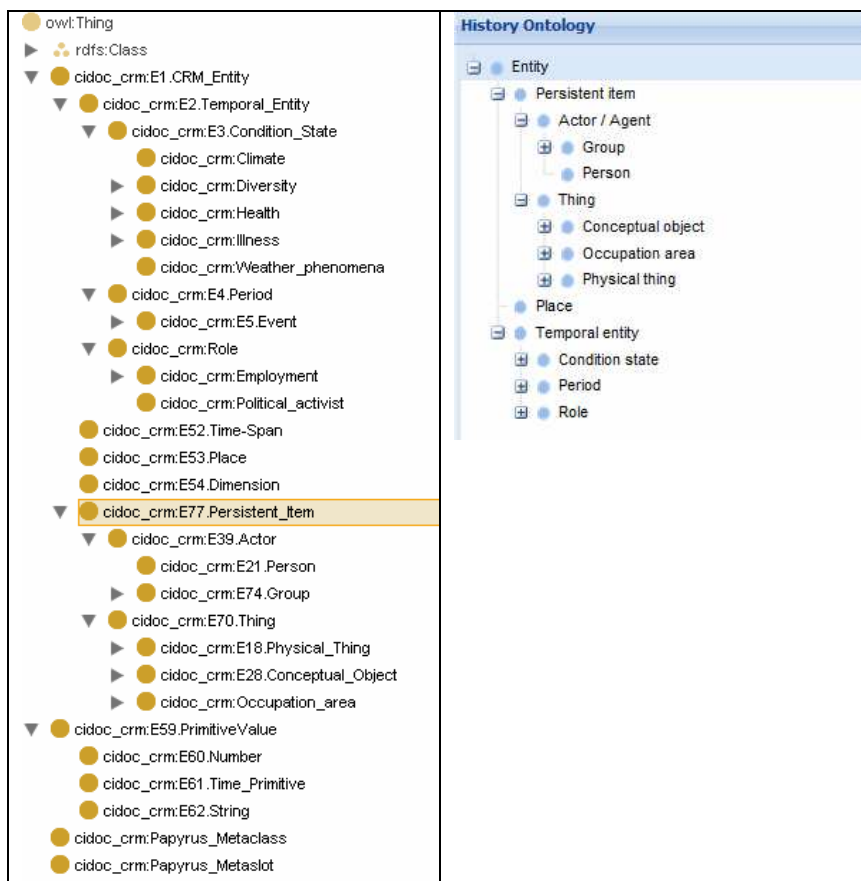 owl:Thing
rdfs:Class
cidoc_crm:E1.CRM_Entity
cidoc_crm:E2.Temporal_Entity
cidoc_crm:E3.Condition_State
cidoc_crm:Climate
cidoc_crm:Diversity
cidoc_crm:Health
cidoc_crm:Illness
cidoc_crm:Weather_phenomena
cidoc_crm:E4.Period
cidoc_crm:E5.Event
cidoc_crm:Role
cidoc_crm:Employment
cidoc_crm:Political_activist
cidoc_crm:E52.Time-Span
cidoc_crm:E53.Place
cidoc_crm:E54.Dimension
cidoc_crm:E77.Persistent_Item
cidoc_crm:E39.Actor
cidoc_crm:E21.Person
cidoc_crm:E74.Group
cidoc_crm:E70.Thing
cidoc_crm:E18.Physical_Thing
cidoc_crm:E28.Conceptual_Object
cidoc_crm:Occupation_area
cidoc_crm:E59.PrimitiveValue
cidoc_crm:E60.Number
cidoc_crm:E61.Time_Primitive
cidoc_crm:E62.String
cidoc_crm:Papyrus_Metaclass
cidoc_crm:Papyrus_Metaslot
History Ontology
Entity
Persistent item
Actor / Agent
Group
Person
Thing
Conceptual object
Occupation area
Physical thing
Place
Temporal entity
Condition state
Period
Role